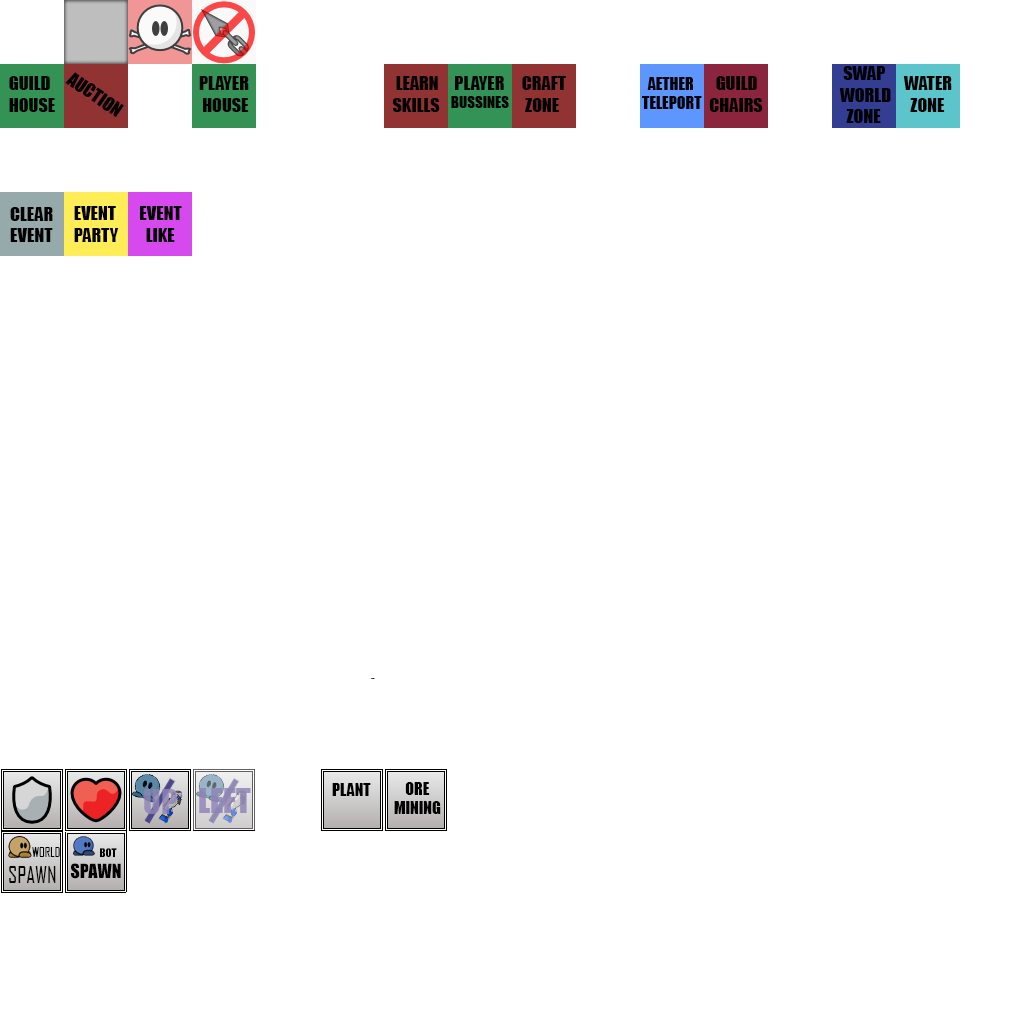 GUILD
HOUSE
AUCTION
PLAYER
HOUSE
LEARN
SKILLS
PLAYER
BUSSINES
CRAFT
ZONE
AETHER
TELEPORT
GUILD
CHAIRS
SWAP
WORLD
ZONE
WATER
ZONE
CLEAR
EVENT
EVENT
PARTY
EVENT
LIKE
-
UP
LEFT
PLANT
ORE
MINING
WORLD
SPAWN
BOT
SPAWN